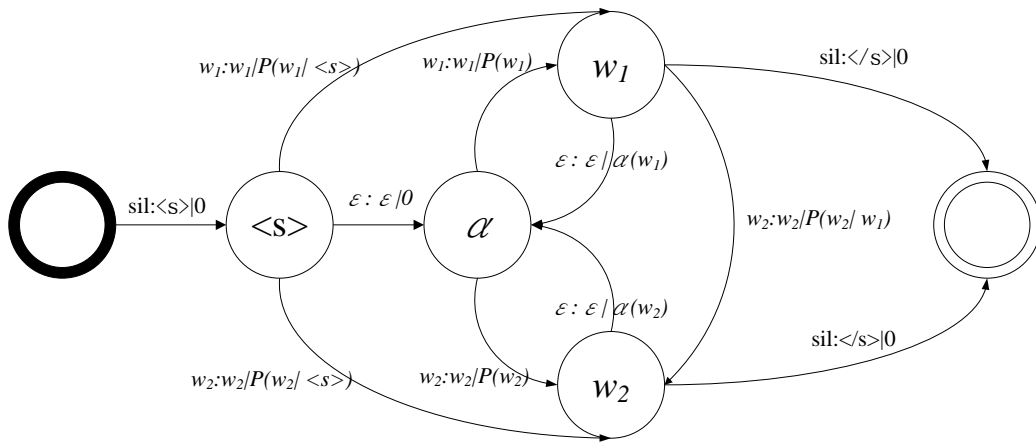 w₁
w₁:w₁|P(w₁| <s>)
w₁:w₁|P(w₁)
sil:</s>|0
ε : ε | α(w₁)
sil:<s>|0
<s>
ε : ε |0
α
w₂:w₂|P(w₂| w₁)
ε : ε | α(w₂)
sil:</s>|0
w₂:w₂|P(w₂| <s>)
w₂:w₂|P(w₂)
w₂